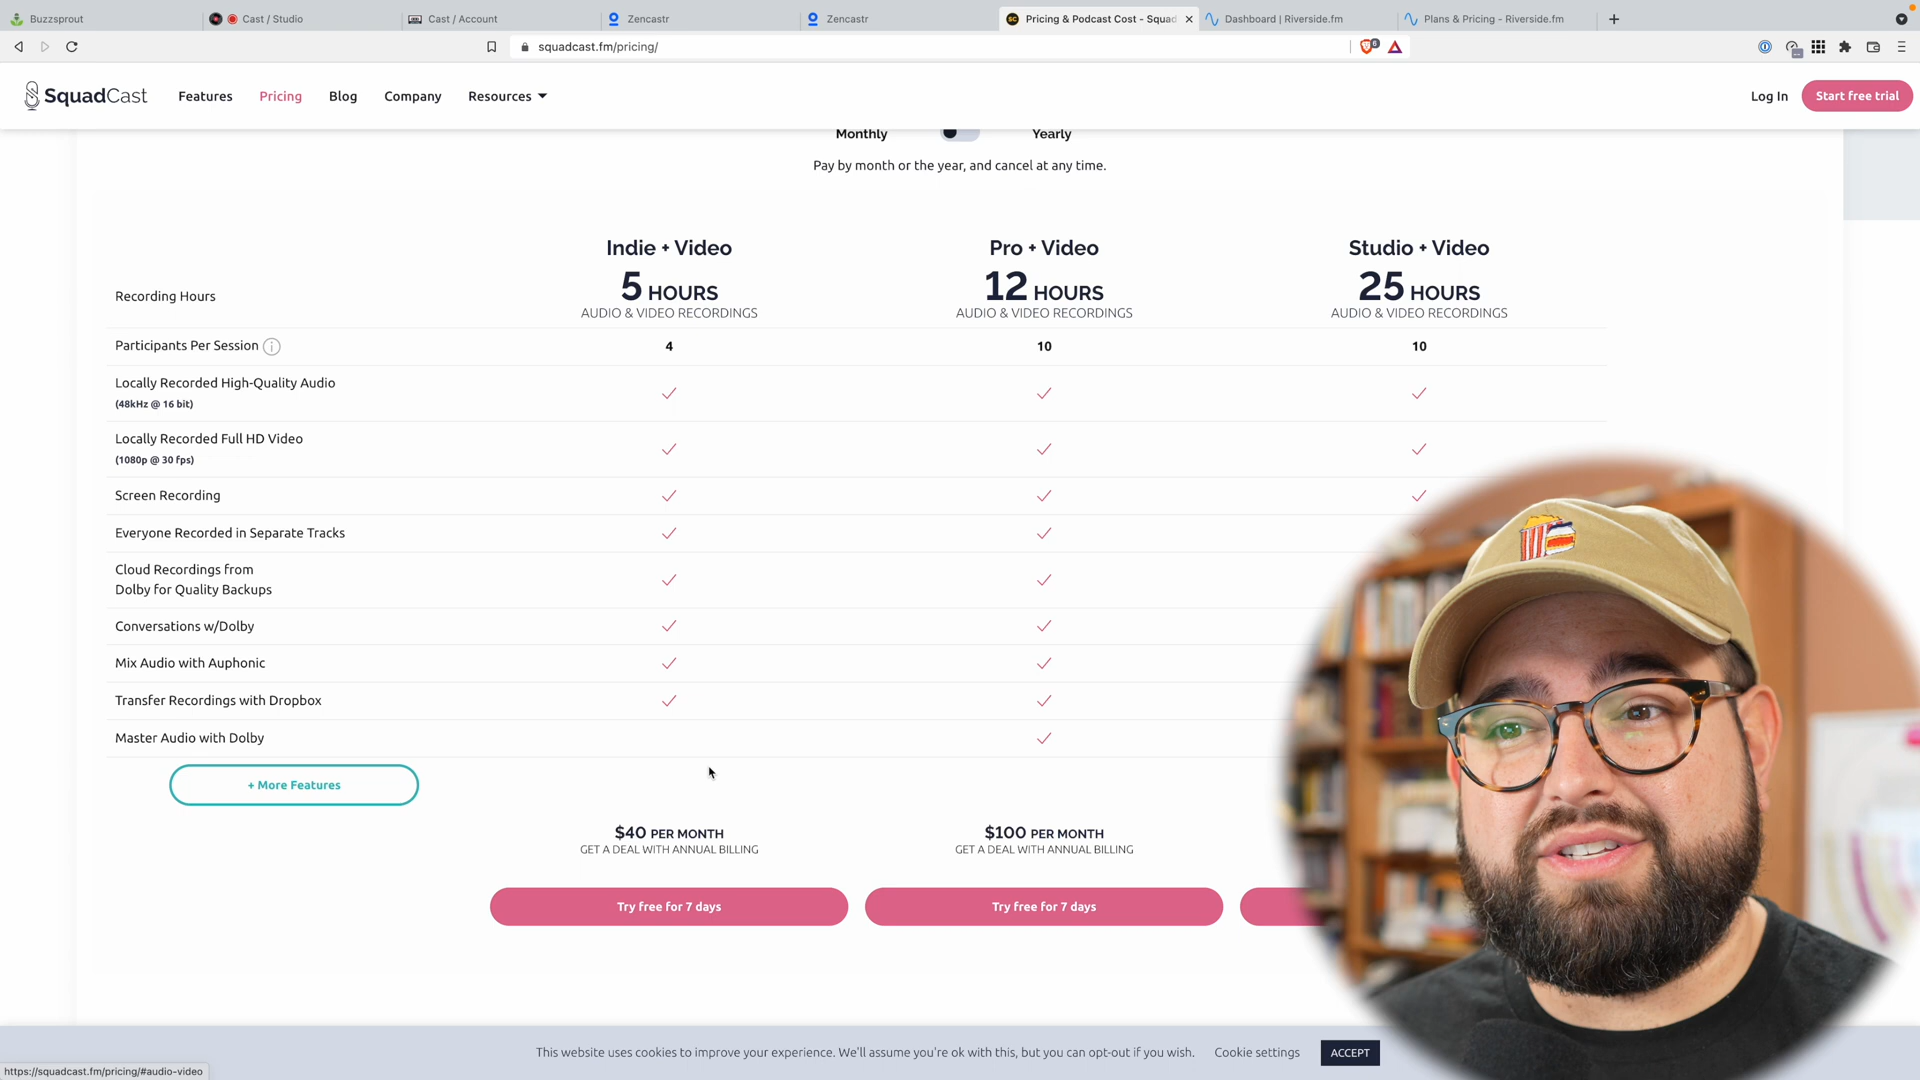 Buzzsprout
Cast / Studio
Cast / Account
Zencastr
Zencastr
Pricing & Podcast Cost - Squad
Dashboard | Riverside.fm
Plans & Pricing - Riverside.fm
squadcast.fm/pricing/
SquadCast
Features
Pricing
Blog
Company
Resources
Log In
Start free trial
Monthly
Yearly
Pay by month or the year, and cancel at any time.
Recording Hours
Indie + Video
5 HOURS
AUDIO & VIDEO RECORDINGS
Pro + Video
12 HOURS
AUDIO & VIDEO RECORDINGS
Studio + Video
25 HOURS
AUDIO & VIDEO RECORDINGS
Participants Per Session
4
10
10
Locally Recorded High-Quality Audio
(48kHz @ 16 bit)
Locally Recorded Full HD Video
(1080p @ 30 fps)
Screen Recording
Everyone Recorded in Separate Tracks
Cloud Recordings from
Dolby for Quality Backups
Conversations w/Dolby
Mix Audio with Auphonic
Transfer Recordings with Dropbox
Master Audio with Dolby
+ More Features
$40 PER MONTH
GET A DEAL WITH ANNUAL BILLING
$100 PER MONTH
GET A DEAL WITH ANNUAL BILLING
Try free for 7 days
Try free for 7 days
This website uses cookies to improve your experience. We'll assume you're ok with this, but you can opt-out if you wish.
Cookie settings
ACCEPT
https://squadcast.fm/pricing/#audio-video